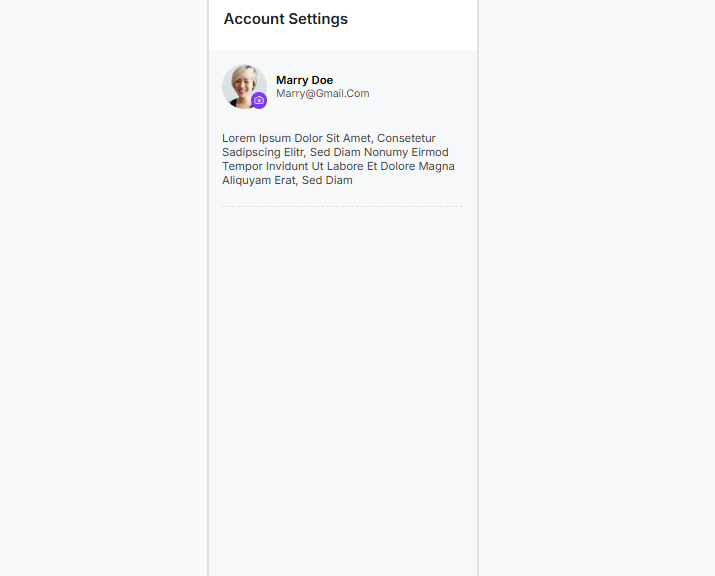 Account Settings
Marry Doe
Marry@Gmail.Com
Lorem Ipsum Dolor Sit Amet, Consetetur
Sadipscing Elitr, Sed Diam Nonumy Eirmod
Tempor Invidunt Ut Labore Et Dolore Magna
Aliquyam Erat, Sed Diam